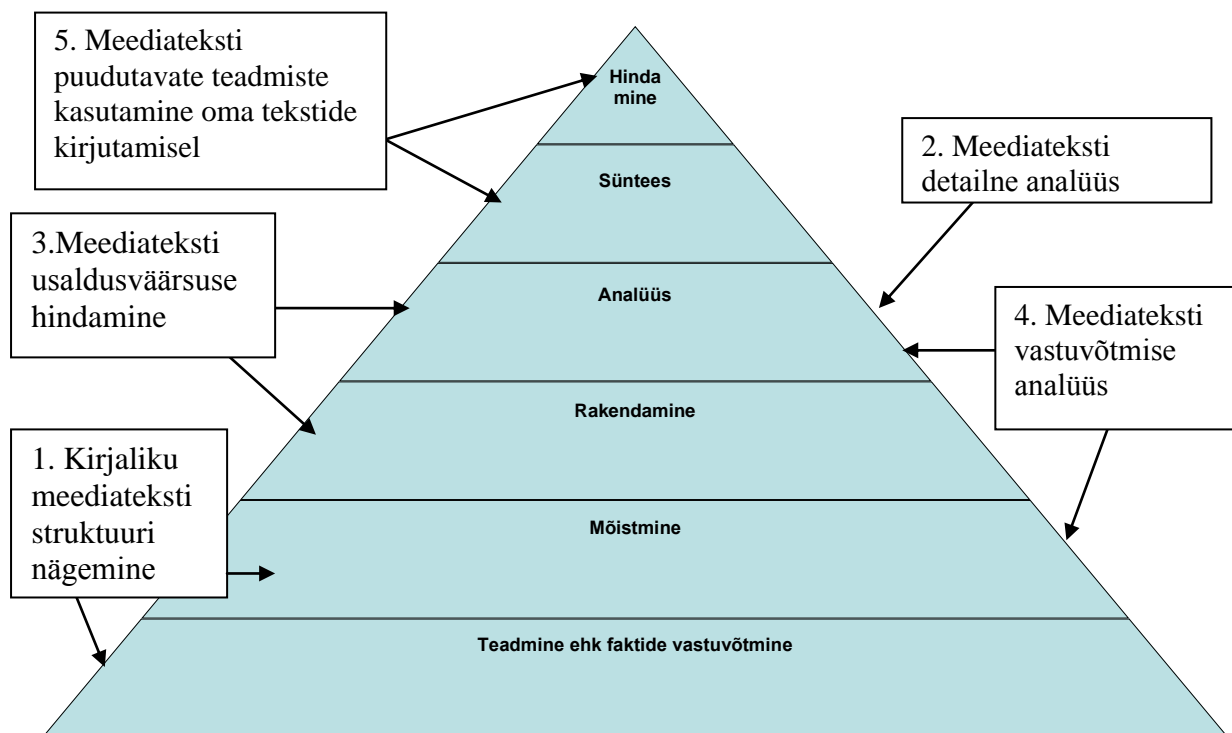 5. Meediateksti
puudutavate teadmiste
kasutamine oma tekstide
kirjutamisel
Hinda
mine
2. Meediateksti
detailne analüüs
Süntees
3.Meediateksti
usaldusväärsuse
hindamine
Analüüs
4. Meediateksti
vastuvõtmise
analüüs
Rakendamine
1. Kirjaliku
meediateksti
struktuuri
nägemine
Mõistmine
Teadmine ehk faktide vastuvõtmine